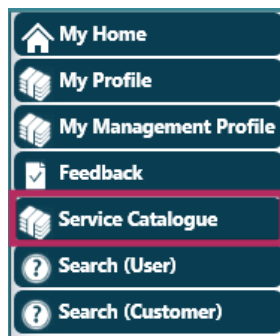 My Home
My Profile
My Management Profile
Feedback
Service Catalogue
? Search (User)
? Search (Customer)